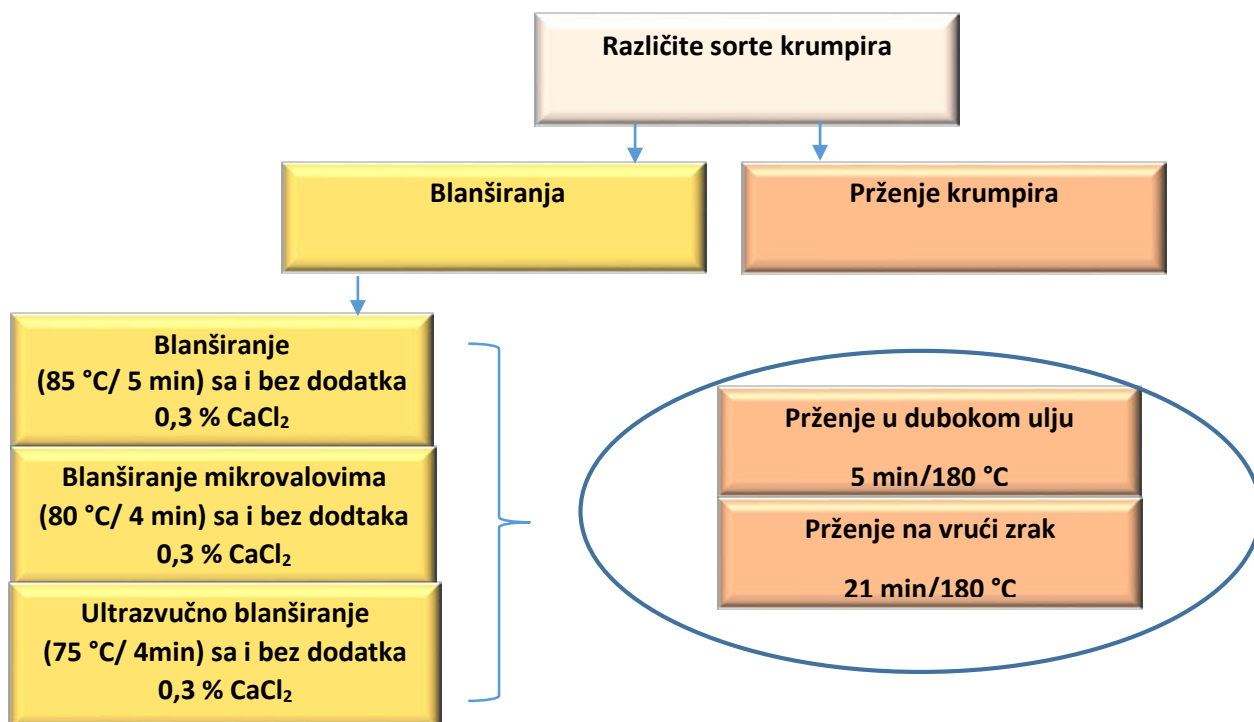 Različite sorte krumpira
Blanširanja
Prženje krumpira
Blanširanje
(85 °C/ 5 min) sa i bez dodatka
0,3 % CaCl₂
Blanširanje mikrovalovima
(80 °C/ 4 min) sa i bez dodtaka
0,3 % CaCl₂
Ultrazvučno blanširanje
(75 °C/ 4min) sa i bez dodatka
0,3 % CaCl₂
Prženje u dubokom ulju
5 min/180 °C
Prženje na vrući zrak
21 min/180 °C